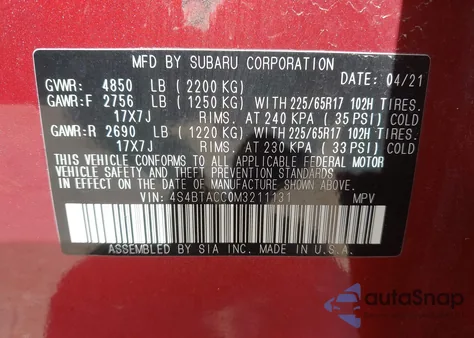 MFD BY SUBARU CORPORATION
DATE: 04/21
GVWR: 4850 LB (2200 KG)
GAWR:F 2756 LB (1250 KG) WITH 225/65R17 102H TIRES.
17X7J RIMS. AT 240 KPA (35 PSI) COLD
GAWR:R 2690 LB (1220 KG) WITH 225/65R17 102H TIRES.
17X7J RIMS. AT 230 KPA (33 PSI) COLD
THIS VEHICLE CONFORMS TO ALL APPLICABLE FEDERAL MOTOR
VEHICLE SAFETY AND THEFT PREVENTION STANDARDS IN EFFECT
ON THE DATE OF MANUFACTURE SHOWN ABOVE.
VIN: 4S4BTACC0M3211131 MPV
ASSEMBLED BY SIA INC. MADE IN U.S.A.
autoSnap